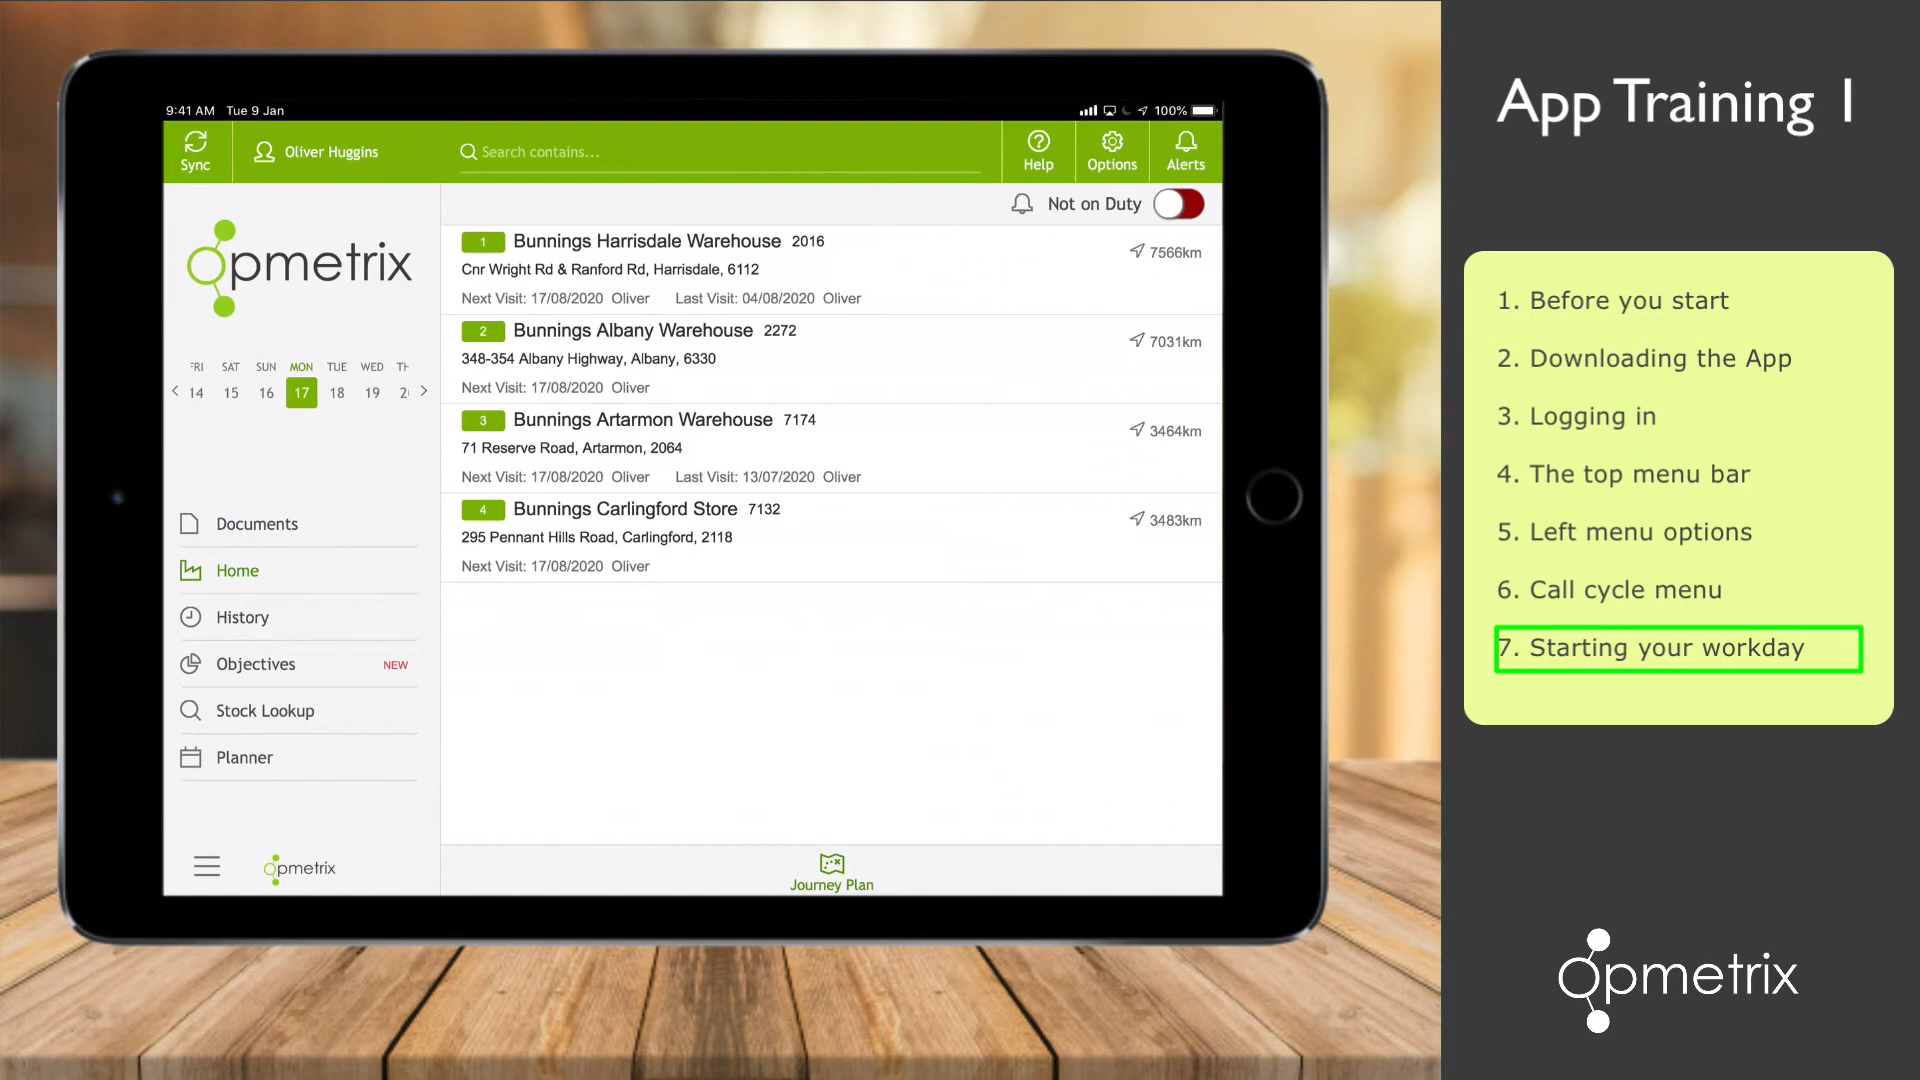 App Training 1
9:41 AM Tue 9 Jan
100%
Sync
Oliver Huggins
Search contains...
Help
Options
Alerts
opmetrix
Not on Duty
FRI SAT SUN MON TUE WED TH
14 15 16 17 18 19 2
1 Bunnings Harrisdale Warehouse 2016
7566km
Cnr Wright Rd & Ranford Rd, Harrisdale, 6112
Next Visit: 17/08/2020 Oliver Last Visit: 04/08/2020 Oliver
2 Bunnings Albany Warehouse 2272
7031km
348-354 Albany Highway, Albany, 6330
Next Visit: 17/08/2020 Oliver
3 Bunnings Artarmon Warehouse 7174
3464km
71 Reserve Road, Artarmon, 2064
Next Visit: 17/08/2020 Oliver Last Visit: 13/07/2020 Oliver
4 Bunnings Carlingford Store 7132
3483km
295 Pennant Hills Road, Carlingford, 2118
Next Visit: 17/08/2020 Oliver
Documents
Home
History
Objectives NEW
Stock Lookup
Planner
opmetrix
Journey Plan
1. Before you start
2. Downloading the App
3. Logging in
4. The top menu bar
5. Left menu options
6. Call cycle menu
7. Starting your workday
opmetrix